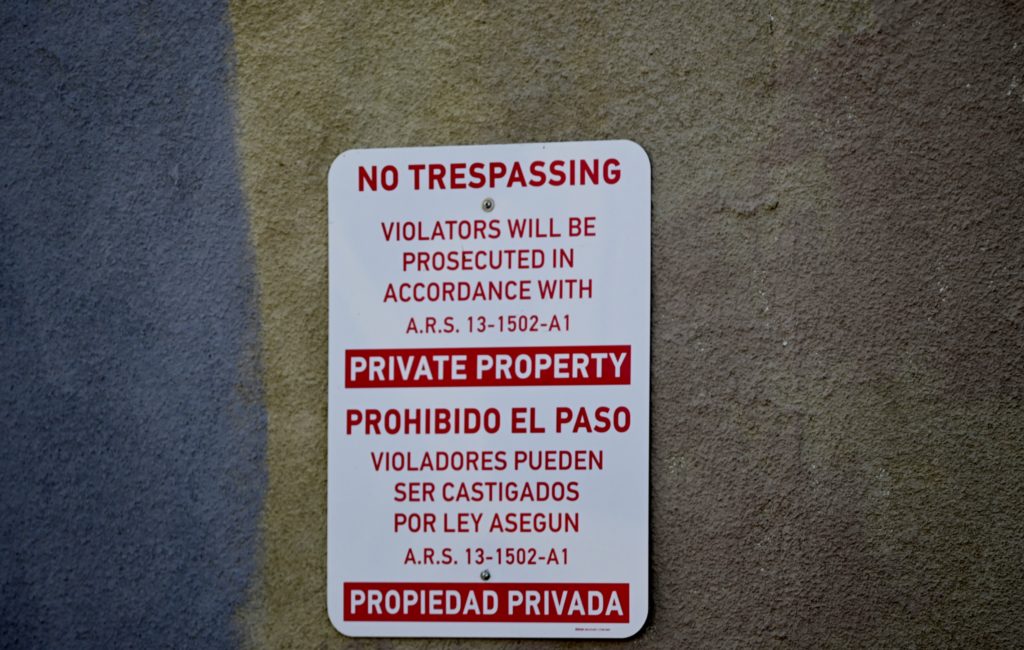 NO TRESPASSING
VIOLATORS WILL BE
PROSECUTED IN
ACCORDANCE WITH
A.R.S. 13-1502-A1
PRIVATE PROPERTY
PROHIBIDO EL PASO
VIOLADORES PUEDEN
SER CASTIGADOS
POR LEY ASEGUN
A.R.S. 13-1502-A1
PROPIEDAD PRIVADA